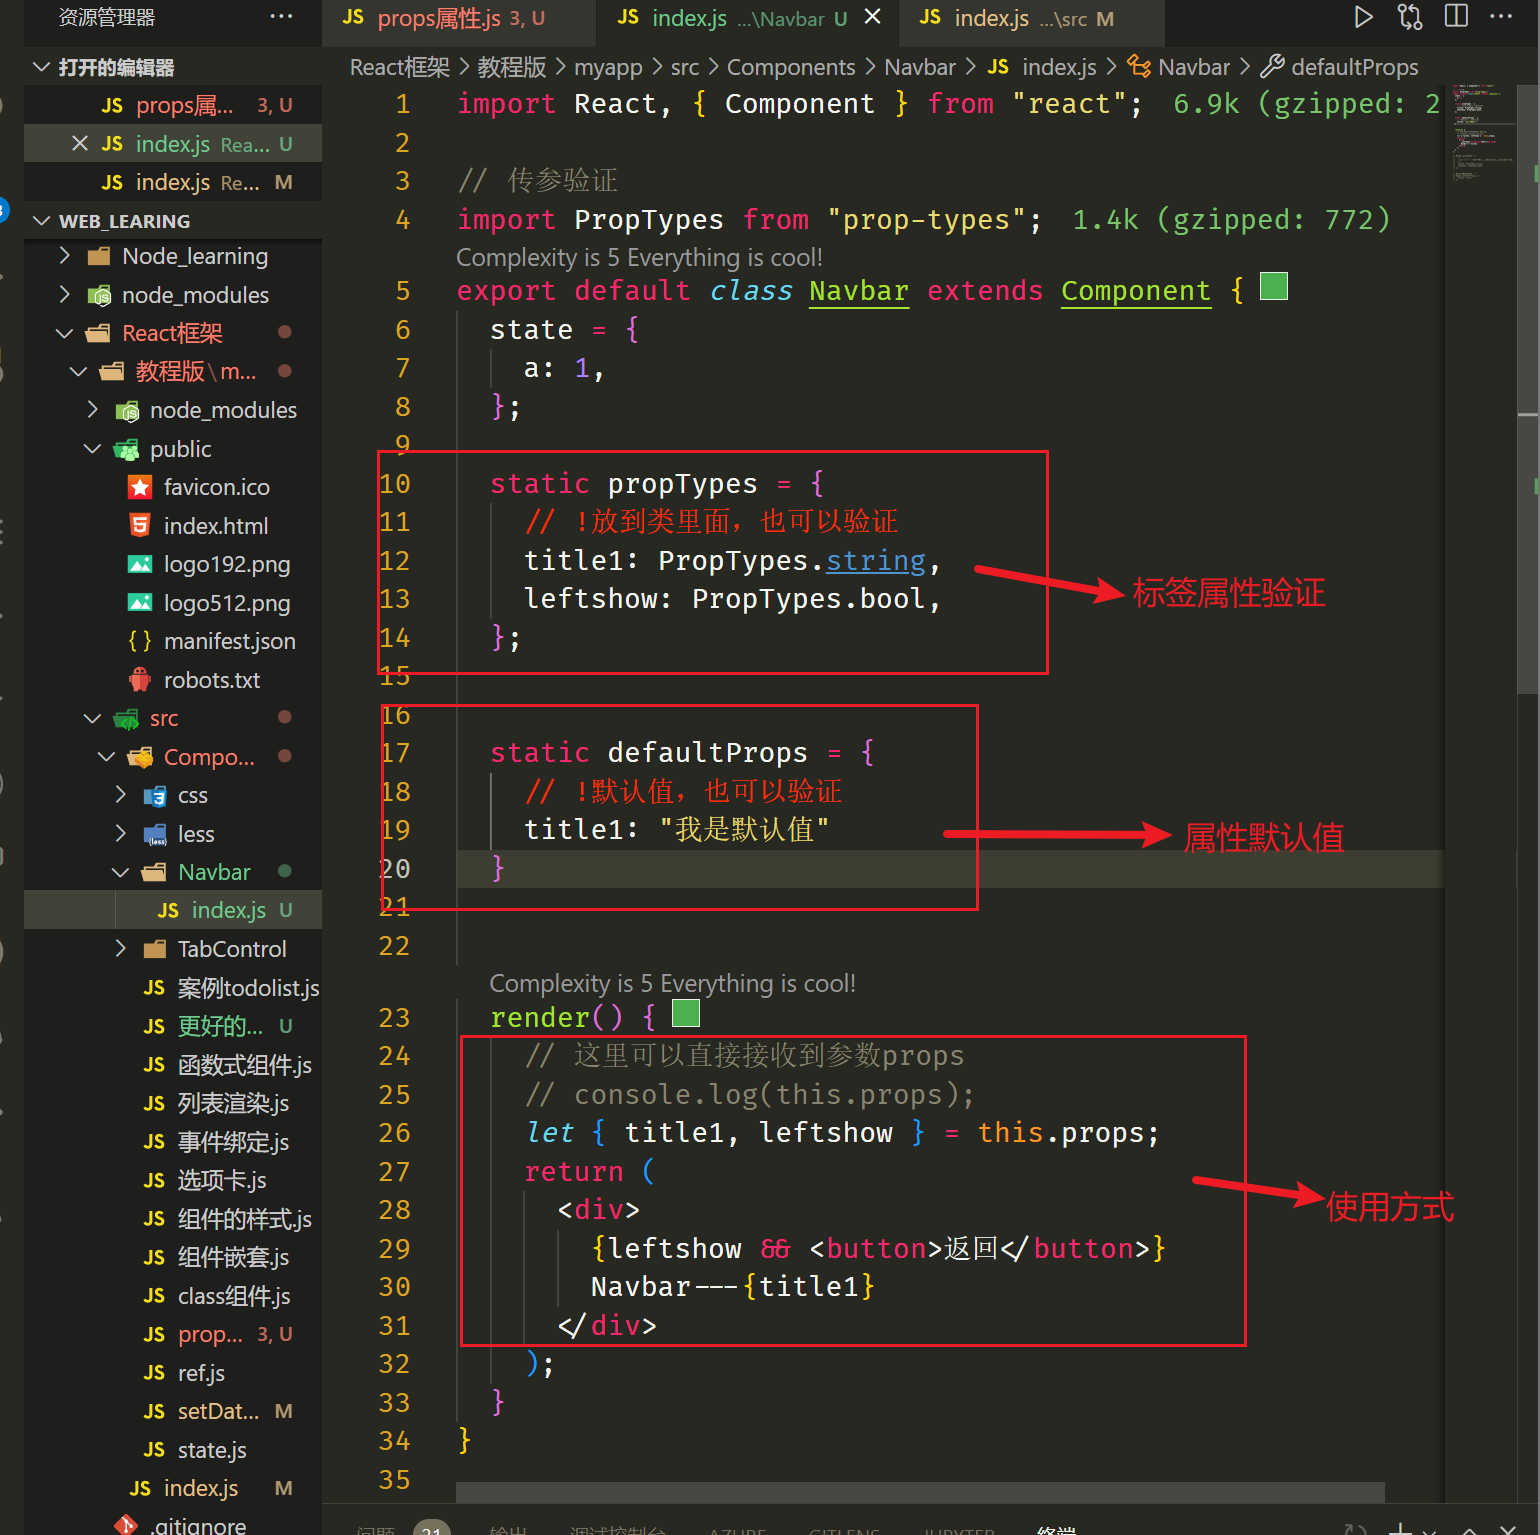 资源管理器
props属性.js 3, U
index.js ...\Navbar U
index.js ...\src M
打开的编辑器
JS props属... 3, U
JS index.js Rea... U
JS index.js Re... M
WEB_LEARING
Node_learning
node_modules
React框架
教程版\m...
node_modules
public
favicon.ico
index.html
logo192.png
logo512.png
manifest.json
robots.txt
src
Compo...
css
less
Navbar
JS index.js U
TabControl
JS 案例todolist.js
JS 更好的... U
JS 函数式组件.js
JS 列表渲染.js
JS 事件绑定.js
JS 选项卡.js
JS 组件的样式.js
JS 组件嵌套.js
JS class组件.js
JS prop... 3, U
JS ref.js
JS setDat... M
JS state.js
JS index.js M
.gitignore
React框架 > 教程版 > myapp > src > Components > Navbar > JS index.js > Navbar > defaultProps
1 import React, { Component } from "react"; 6.9k (gzipped: 2
2
3 // 传参验证
4 import PropTypes from "prop-types"; 1.4k (gzipped: 772)
Complexity is 5 Everything is cool!
5 export default class Navbar extends Component {
6 state = {
7 a: 1,
8 };
9
10 static propTypes = {
11 // !放到类里面，也可以验证
12 title1: PropTypes.string,
13 leftshow: PropTypes.bool,
标签属性验证
14 };
15
16
17 static defaultProps = {
18 // !默认值，也可以验证
19 title1: "我是默认值"
属性默认值
20 }
21
22
Complexity is 5 Everything is cool!
23 render() {
24 // 这里可以直接接收到参数props
25 // console.log(this.props);
26 let { title1, leftshow } = this.props;
27 return (
使用方式
28 <div>
29 {leftshow && <button>返回</button>}
30 Navbar---{title1}
31 </div>
32 );
33 }
34 }
35
问题 21 输出 调试控制台 AZURE GITLENS JUPYTER 终端